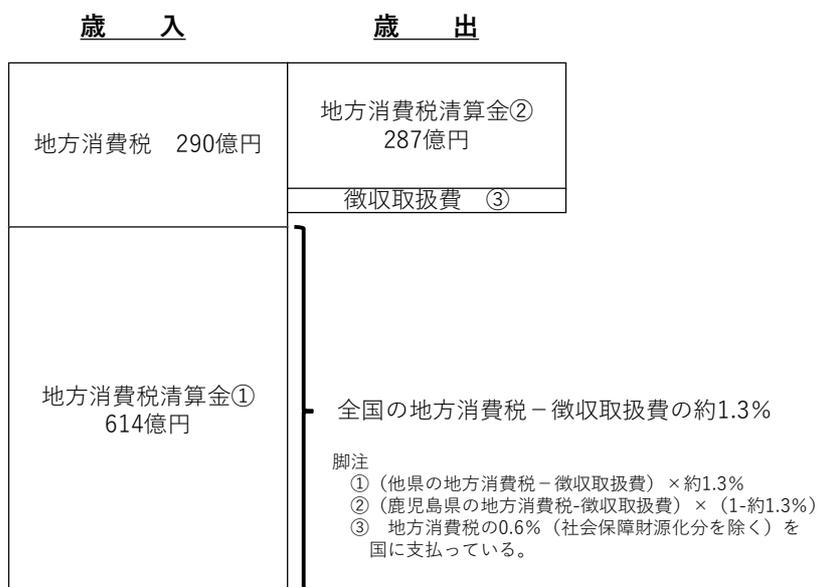 歳　　入
歳　　出
地方消費税　290億円
地方消費税清算金②
287億円
徴収取扱費　③
地方消費税清算金①
614億円
全国の地方消費税－徴収取扱費の約1.3%
脚注
①（他県の地方消費税－徴収取扱費）×約1.3%
②（鹿児島県の地方消費税-徴収取扱費）×（1-約1.3%）
③　地方消費税の0.6%（社会保障財源化分を除く）を
国に支払っている。